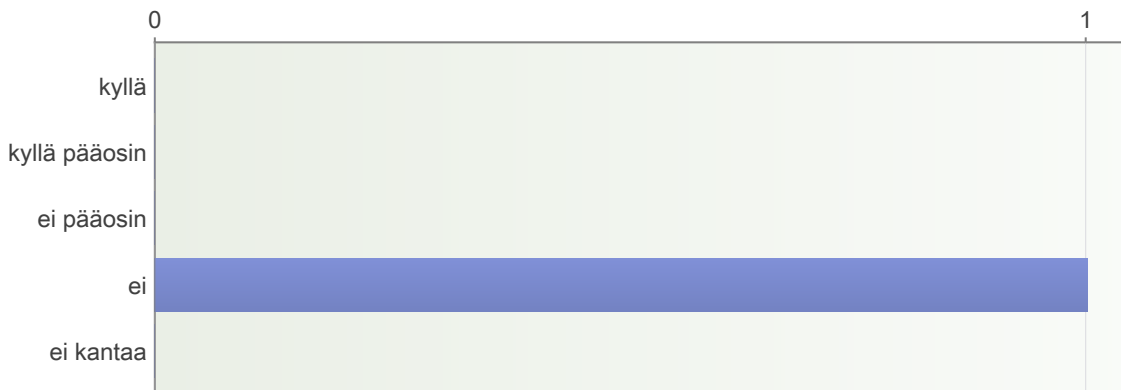 0 1
kyllä
kyllä pääosin
ei pääosin
ei
ei kantaa